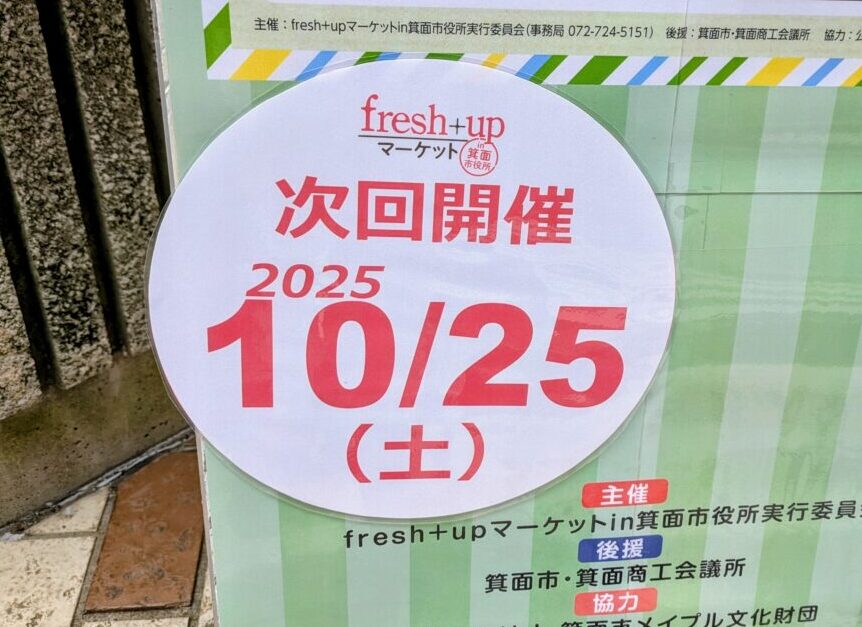 主催：fresh+upマーケットin箕面市役所実行委員会（事務局 072-724-5151） 後援：箕面市・箕面商工会議所 協力：公
fresh+up
マーケット
in
箕面
市役所
次回開催
2025
10/25
（土）
主催
fresh+upマーケットin箕面市役所実行委員
後援
箕面市・箕面商工会議所
協力
箕面市メイプル文化財団